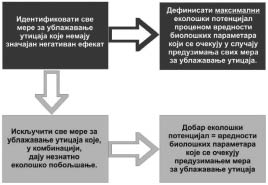 Идентификовати све
мере за ублажавање
утицаја које немају
значајан негативан ефекат
Дефинисати максимални
еколошки потенцијал
проценом вредности
биолошких параметара
који се очекују у случају
предузимања свих мера
за ублажавање утицаја.
Искључити све мере за
ублажавање утицаја које,
у комбинацији,
дају незнатно
еколошко побољшање.
Добар еколошки
потенцијал = вредности
биолошких параметара
који се очекују
предузимањем мера
за ублажавање утицаја